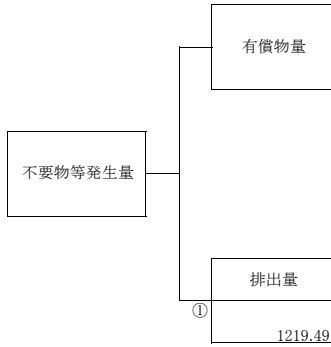 有償物量
不要物等発生量
排出量
①
1219.49